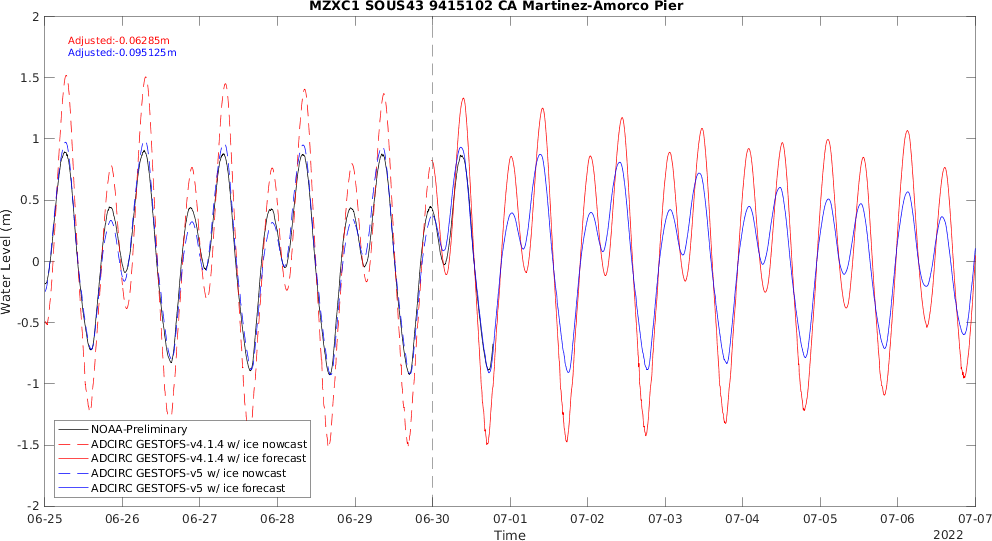 MZXC1 SOUS43 9415102 CA Martinez-Amorco Pier
Adjusted:-0.06285m
Adjusted:-0.095125m
2
1.5
1
0.5
0
-0.5
-1
-1.5
-2
Water Level (m)
NOAA-Preliminary
ADCIRC GESTOFS-v4.1.4 w/ ice nowcast
ADCIRC GESTOFS-v4.1.4 w/ ice forecast
ADCIRC GESTOFS-v5 w/ ice nowcast
ADCIRC GESTOFS-v5 w/ ice forecast
06-25 06-26 06-27 06-28 06-29 06-30 07-01 07-02 07-03 07-04 07-05 07-06 07-07
Time
2022